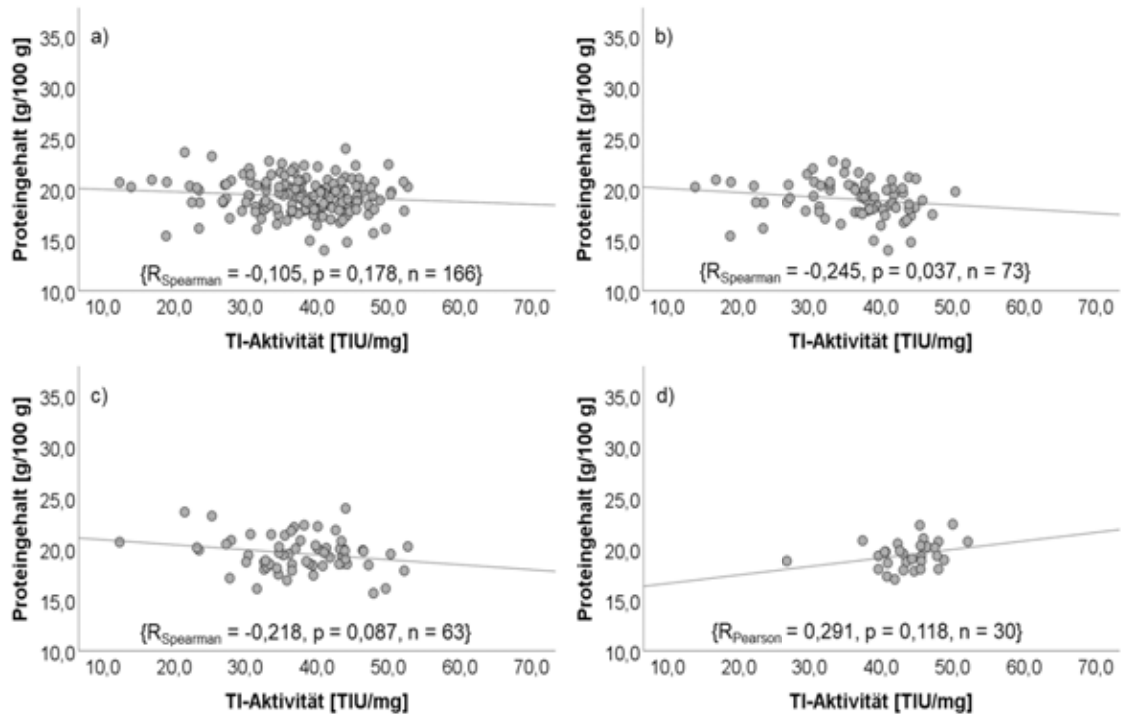 a)
Proteingehalt [g/100 g]
35,0
30,0
25,0
20,0
15,0
10,0
{R_Spearman = -0,105, p = 0,178, n = 166}
10,0 20,0 30,0 40,0 50,0 60,0 70,0
TI-Aktivität [TIU/mg]
b)
Proteingehalt [g/100 g]
35,0
30,0
25,0
20,0
15,0
10,0
{R_Spearman = -0,245, p = 0,037, n = 73}
10,0 20,0 30,0 40,0 50,0 60,0 70,0
TI-Aktivität [TIU/mg]
c)
Proteingehalt [g/100 g]
35,0
30,0
25,0
20,0
15,0
10,0
{R_Spearman = -0,218, p = 0,087, n = 63}
10,0 20,0 30,0 40,0 50,0 60,0 70,0
TI-Aktivität [TIU/mg]
d)
Proteingehalt [g/100 g]
35,0
30,0
25,0
20,0
15,0
10,0
{R_Pearson = 0,291, p = 0,118, n = 30}
10,0 20,0 30,0 40,0 50,0 60,0 70,0
TI-Aktivität [TIU/mg]